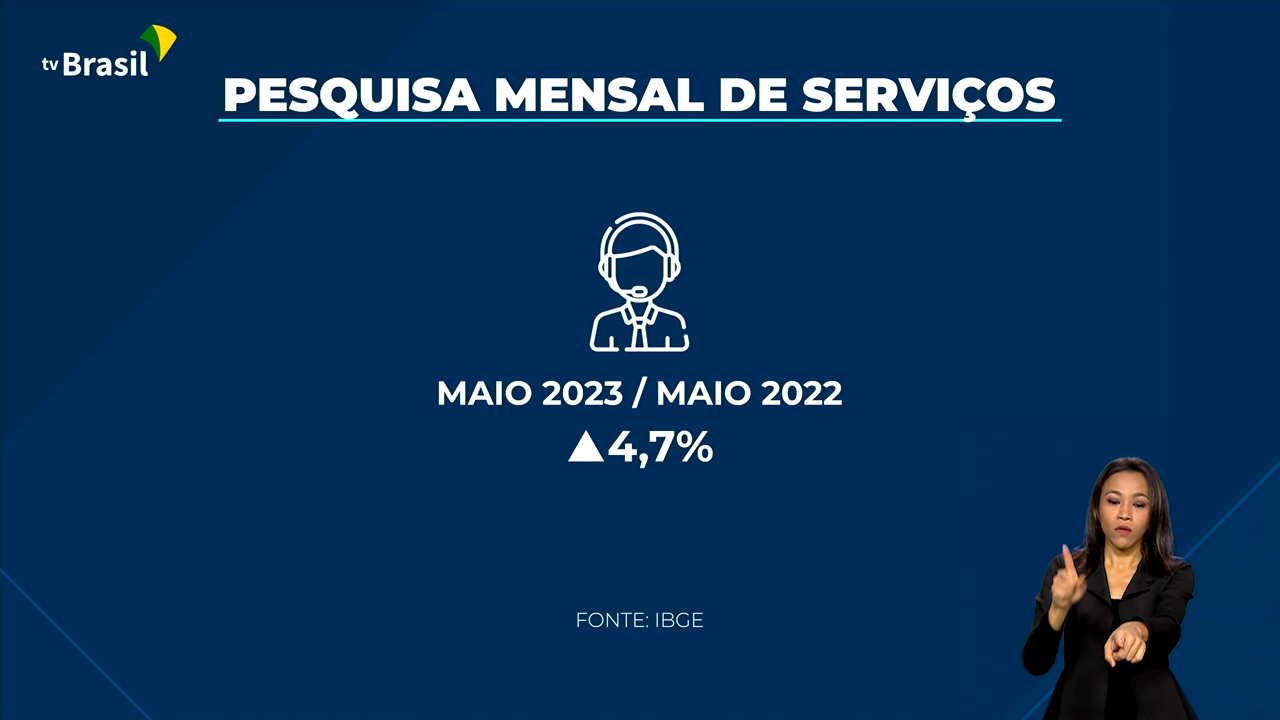 tv Brasil
PESQUISA MENSAL DE SERVIÇOS
MAIO 2023 / MAIO 2022
▲4,7%
FONTE: IBGE